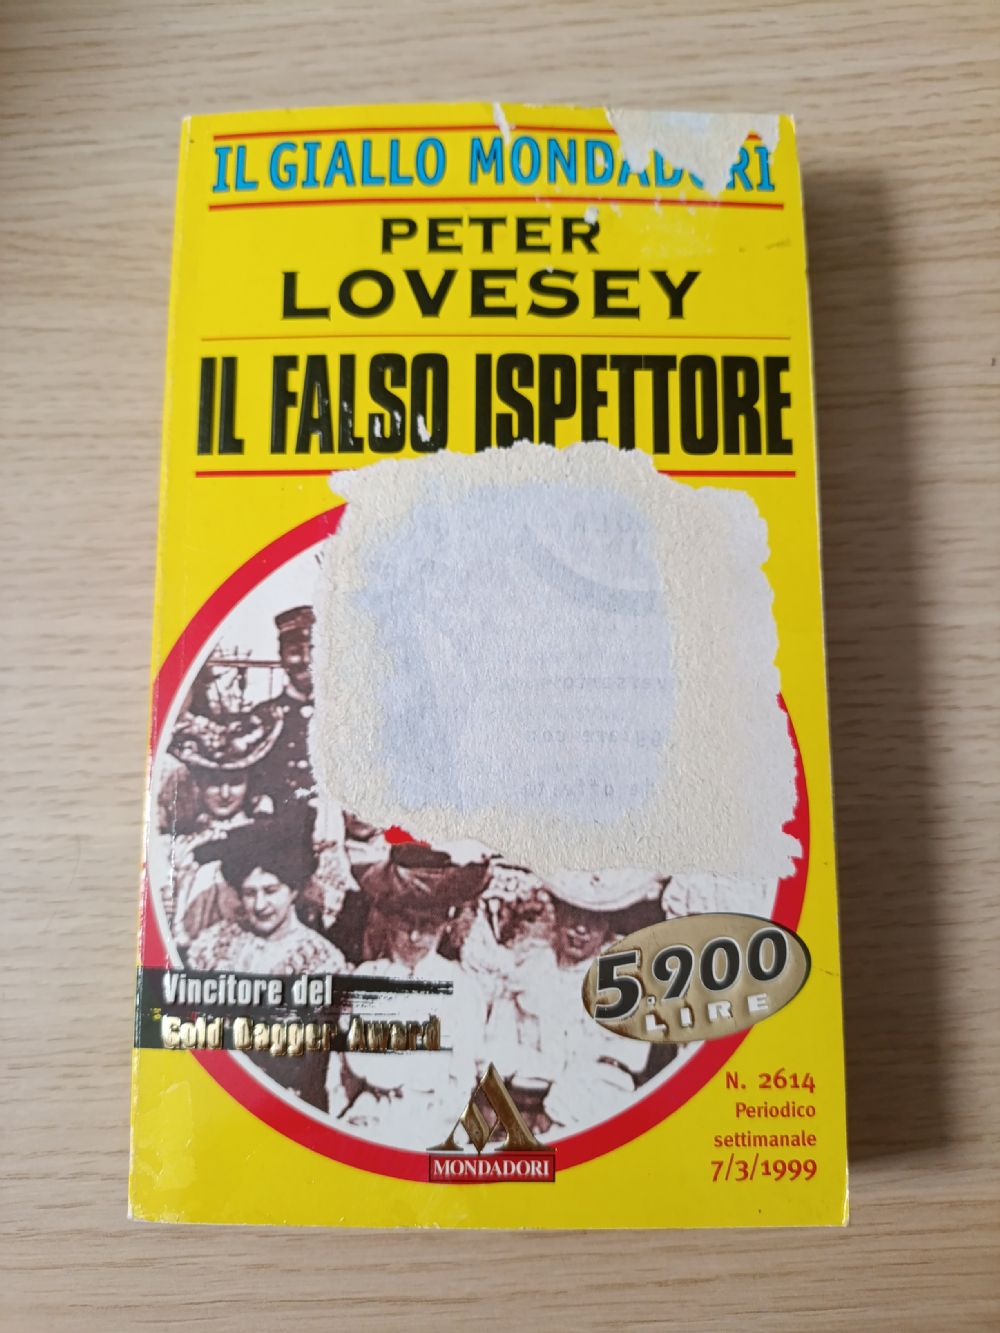 IL GIALLO MONDADORI
PETER
LOVESEY
IL FALSO ISPETTORE
Vincitore del
Gold Dagger Award
5.900
LIRE
N. 2614
Periodico
settimanale
7/3/1999
MONDADORI